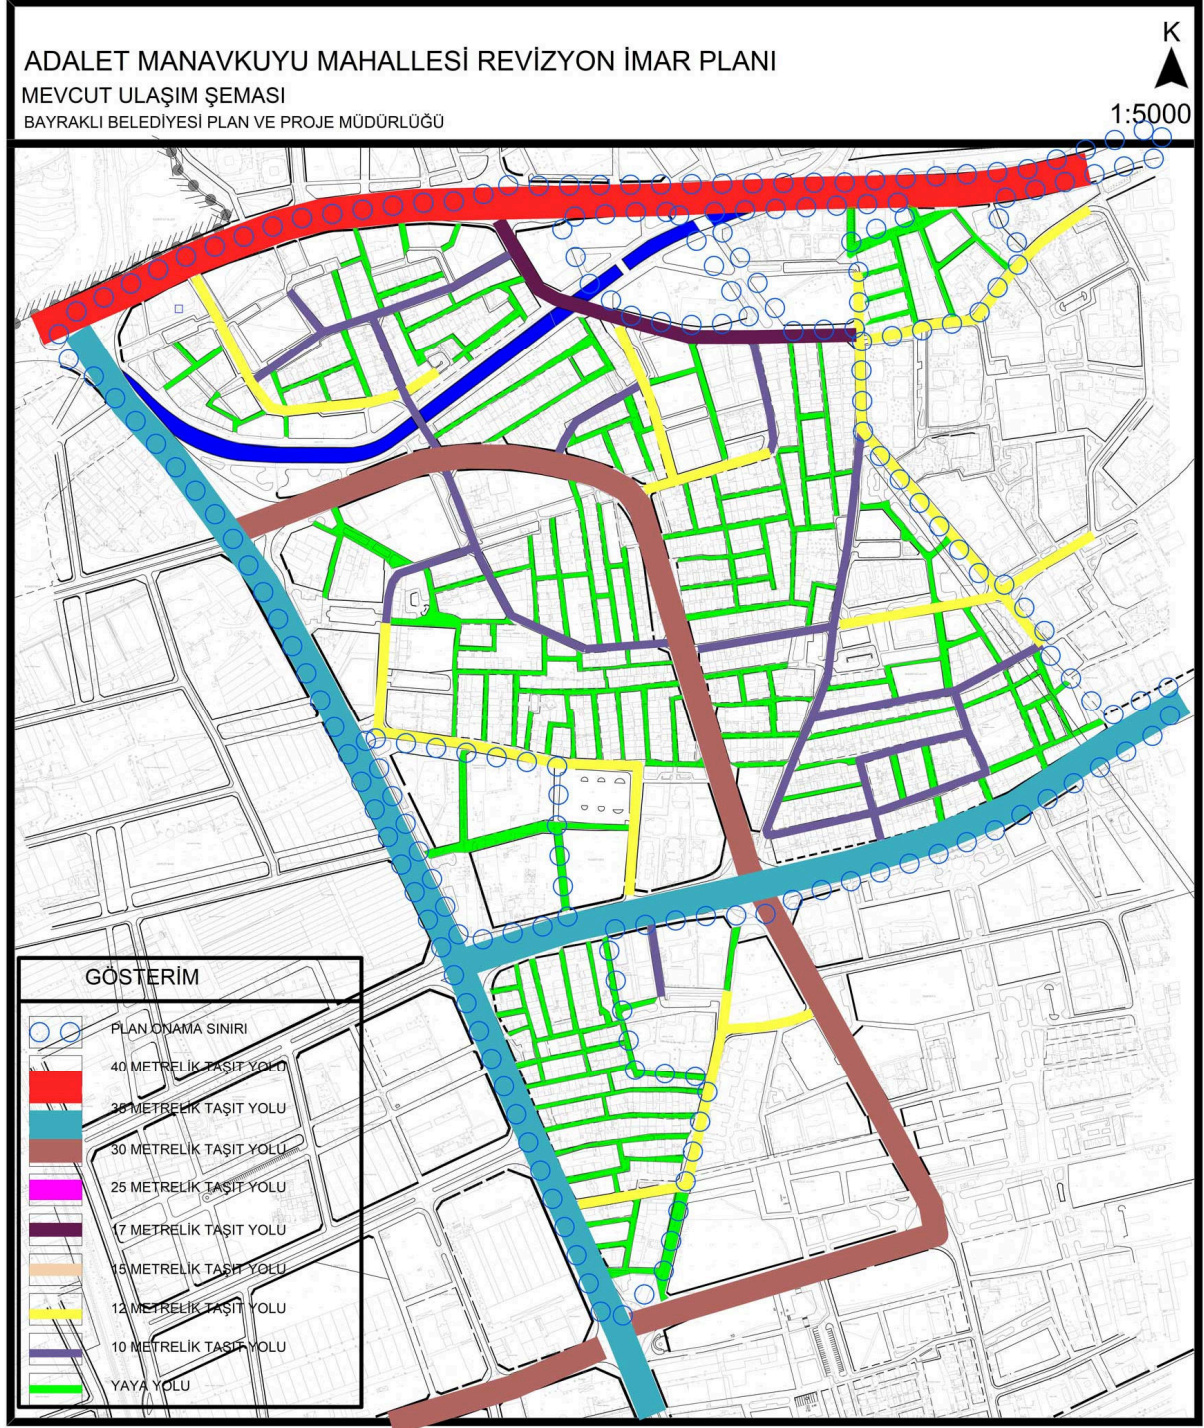 ADALET MANAVKUYU MAHALLESİ REVİZYON İMAR PLANI
MEVCUT ULAŞIM ŞEMASI
BAYRAKLI BELEDİYESİ PLAN VE PROJE MÜDÜRLÜĞÜ
K
1:5000
GÖSTERİM
PLAN ONAMA SINIRI
40 METRELİK TAŞIT YOLU
35 METRELİK TAŞIT YOLU
30 METRELİK TAŞIT YOLU
25 METRELİK TAŞIT YOLU
17 METRELİK TAŞIT YOLU
15 METRELİK TAŞIT YOLU
12 METRELİK TAŞIT YOLU
10 METRELİK TAŞIT YOLU
YAYA YOLU